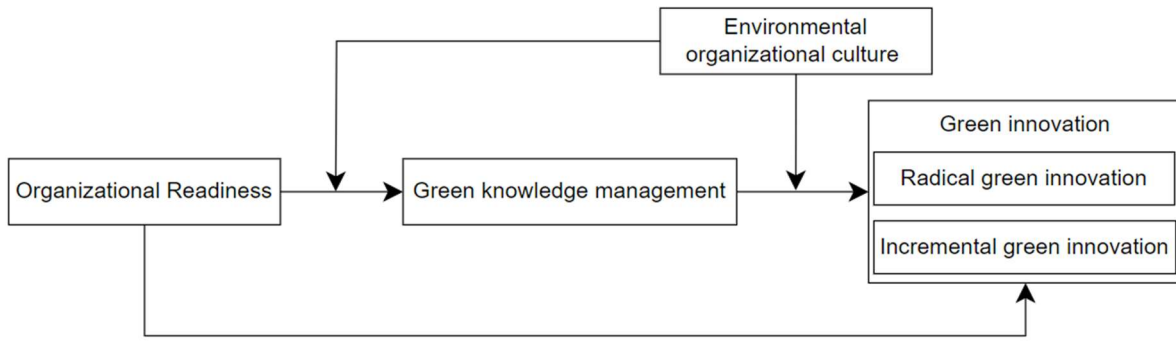 Environmental
organizational culture
Green innovation
Organizational Readiness
Green knowledge management
Radical green innovation
Incremental green innovation